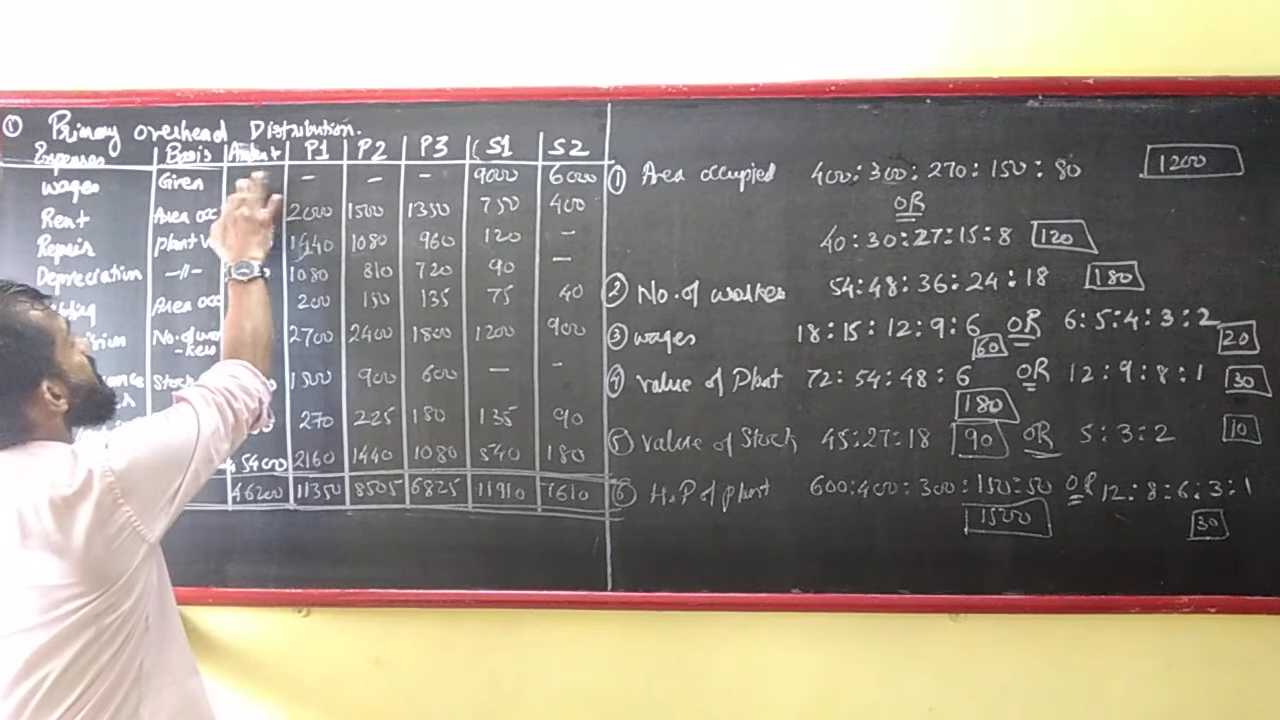 ① Primary overhead Distribution.
Expenses Basis Amount P1 P2 P3 S1 S2
wages Given - - - 9000 6000
Rent Area occ 2000 1500 1350 750 400
Repair plant v 1440 1080 960 120 -
Depreciation -〃- 1080 810 720 90 -
Area occ 200 150 135 75 40
No. of wor-kers 2700 2400 1800 1200 900
Stock 1500 900 600 - -
270 225 180 135 90
5400 2160 1440 1080 540 180
46200 11350 8505 6825 11910 7610
① Area occupied 400:300:270:150:80 1200
OR
40:30:27:15:8 120
② No. of worker 54:48:36:24:18 180
③ wages 18:15:12:9:6 OR 6:5:4:3:2
60 20
④ value of Plant 72:54:48:6 OR 12:9:8:1 30
180
⑤ value of Stock 45:27:18 90 OR 5:3:2 10
⑥ H.P of plant 600:400:300:150:50 OR 12:8:6:3:1
1500 30